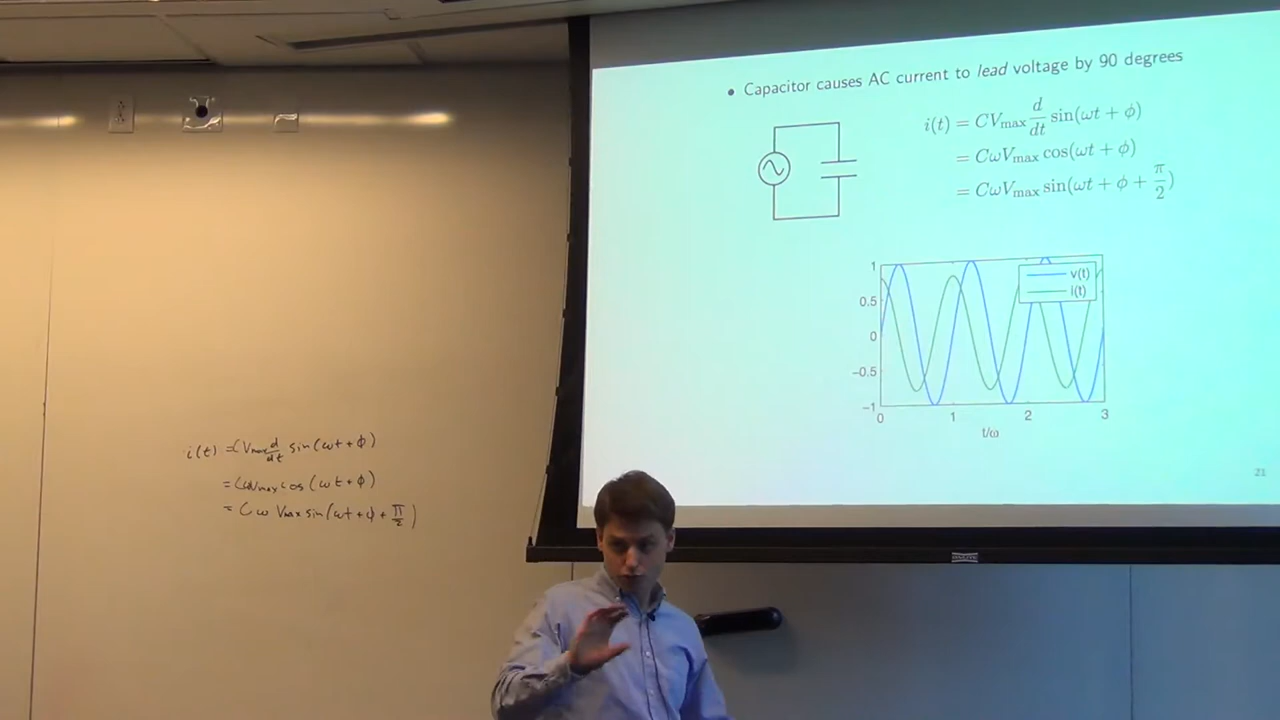 • Capacitor causes AC current to lead voltage by 90 degrees
i(t) = CV_max d/dt sin(ωt + ϕ)
= CωV_max cos(ωt + ϕ)
= CωV_max sin(ωt + ϕ + π/2)
1
0.5
0
−0.5
−1
0 1 2 3
t/ω
v(t)
i(t)
21
i(t) = CV_max d/dt sin(ωt + ϕ)
= CωV_max cos(ωt + ϕ)
= Cω V_max sin(ωt + ϕ + π/2)